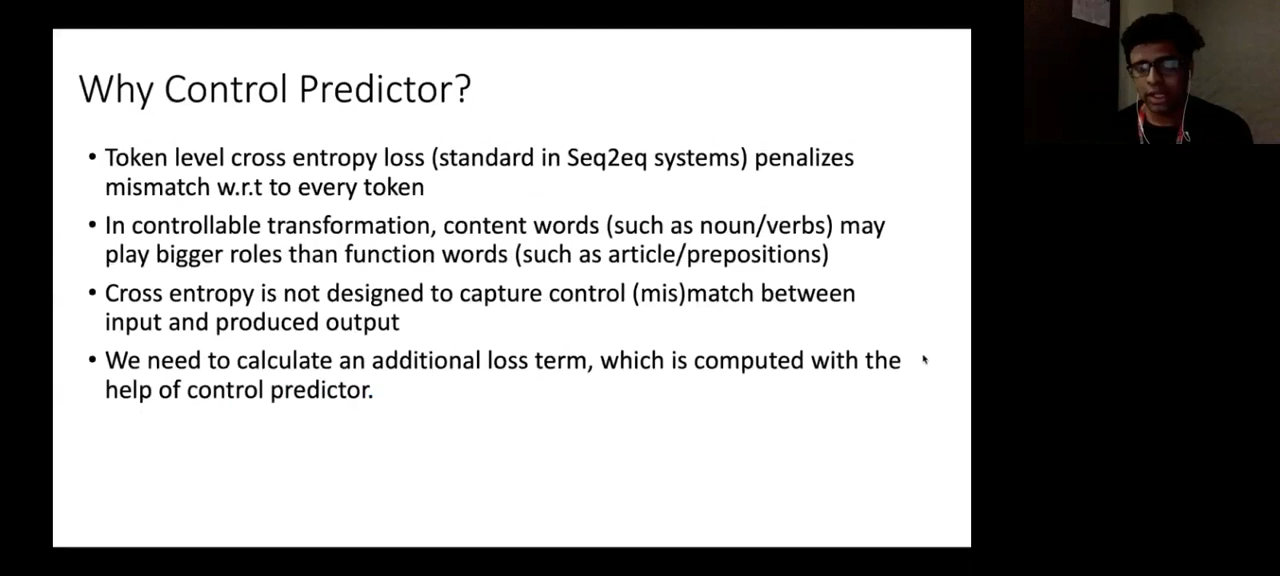 Why Control Predictor?
• Token level cross entropy loss (standard in Seq2eq systems) penalizes
mismatch w.r.t to every token
• In controllable transformation, content words (such as noun/verbs) may
play bigger roles than function words (such as article/prepositions)
• Cross entropy is not designed to capture control (mis)match between
input and produced output
• We need to calculate an additional loss term, which is computed with the
help of control predictor.